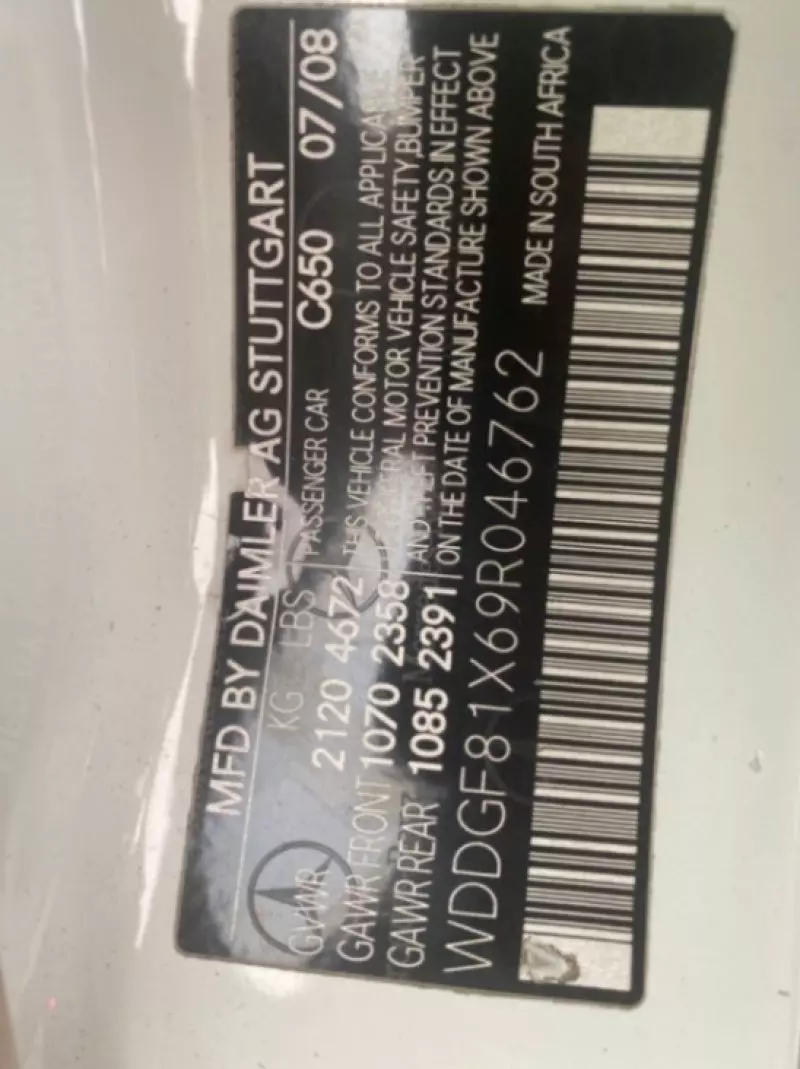 MFD BY DAIMLER AG STUTTGART
KG LBS PASSENGER CAR C650 07/08
GVWR 2120 4672 THIS VEHICLE CONFORMS TO ALL APPLICABLE
GAWR FRONT 1070 2358 FEDERAL MOTOR VEHICLE SAFETY,BUMPER
GAWR REAR 1085 2391 AND THEFT PREVENTION STANDARDS IN EFFECT
ON THE DATE OF MANUFACTURE SHOWN ABOVE
WDDGF81X69R046762 MADE IN SOUTH AFRICA